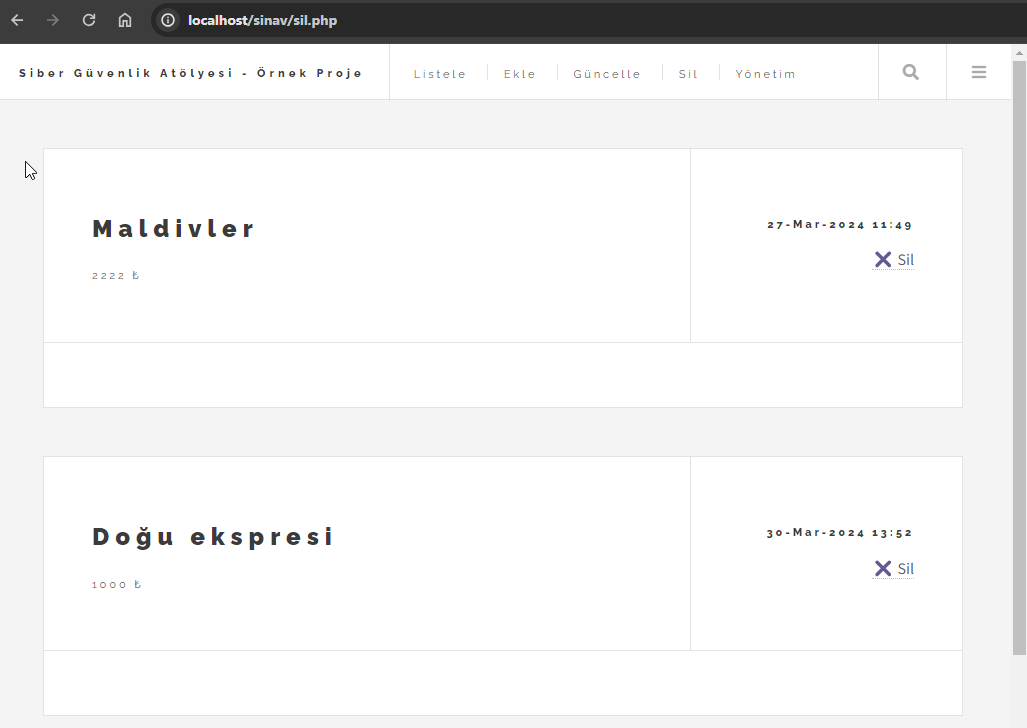 localhost/sinav/sil.php
Siber Güvenlik Atölyesi - Örnek Proje
Listele
Ekle
Güncelle
Sil
Yönetim
Maldivler
27-Mar-2024 11:49
2222 ₺
Sil
Doğu ekspresi
30-Mar-2024 13:52
1000 ₺
Sil